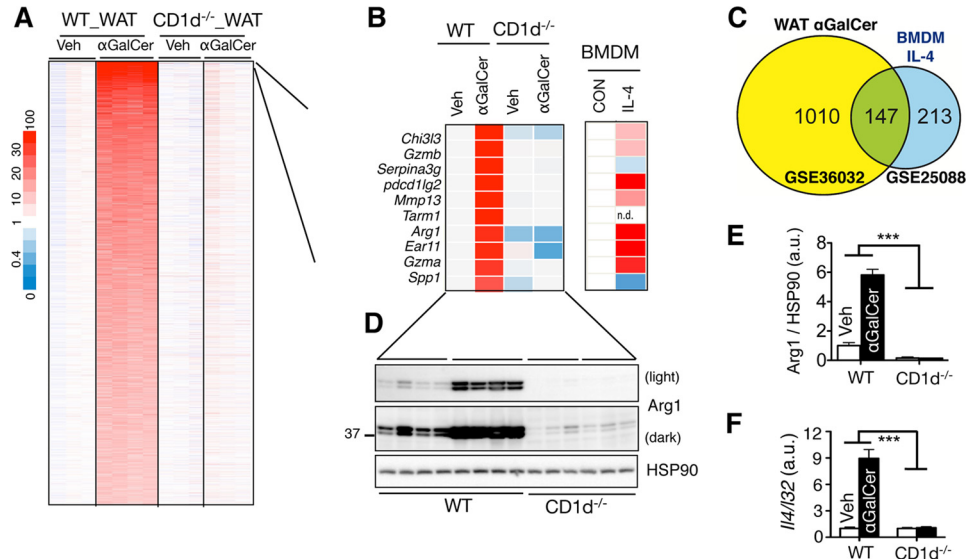 A
WT_WAT CD1d-/-_WAT
Veh αGalCer Veh αGalCer
100
30
10
1
0.4
0
B
WT CD1d-/-
BMDM
Veh
αGalCer
Veh
αGalCer
CON
IL-4
Chi3l3
Gzmb
Serpina3g
pdcd1lg2
Mmp13
Tarm1
Arg1
Ear11
Gzma
Spp1
n.d.
C
WAT αGalCer
BMDM
IL-4
1010 147 213
GSE36032 GSE25088
D
(light)
Arg1
(dark)
37
HSP90
WT CD1d-/-
E
Arg1 / HSP90 (a.u.)
8
6
4
2
0
***
Veh
αGalCer
WT CD1d-/-
F
Il4/l32 (a.u.)
12
9
6
3
0
***
Veh
αGalCer
WT CD1d-/-